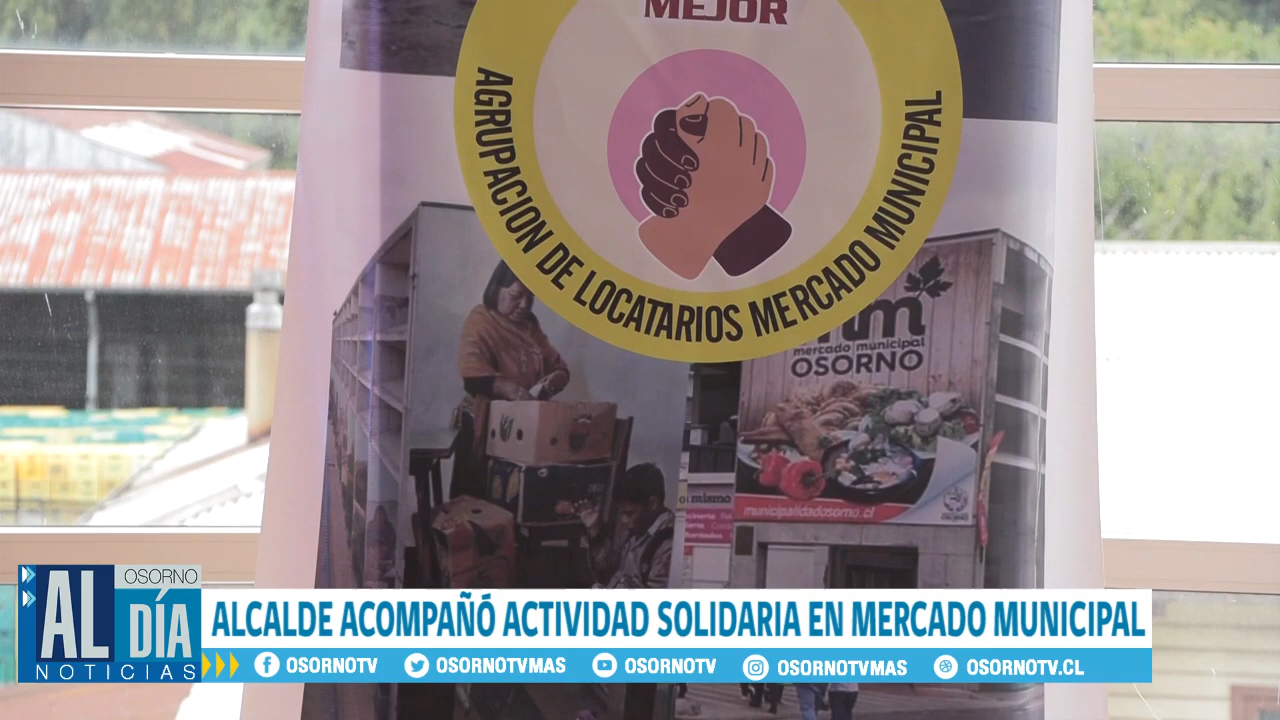 MEJOR
AGRUPACION DE LOCATARIOS MERCADO MUNICIPAL
mercado municipal
OSORNO
mismo
municipalidadosorno.cl
OSORNO
AL DÍA
NOTICIAS
ALCALDE ACOMPAÑÓ ACTIVIDAD SOLIDARIA EN MERCADO MUNICIPAL
OSORNOTV
OSORNOTVMAS
OSORNOTV
OSORNOTVMAS
OSORNOTV.CL